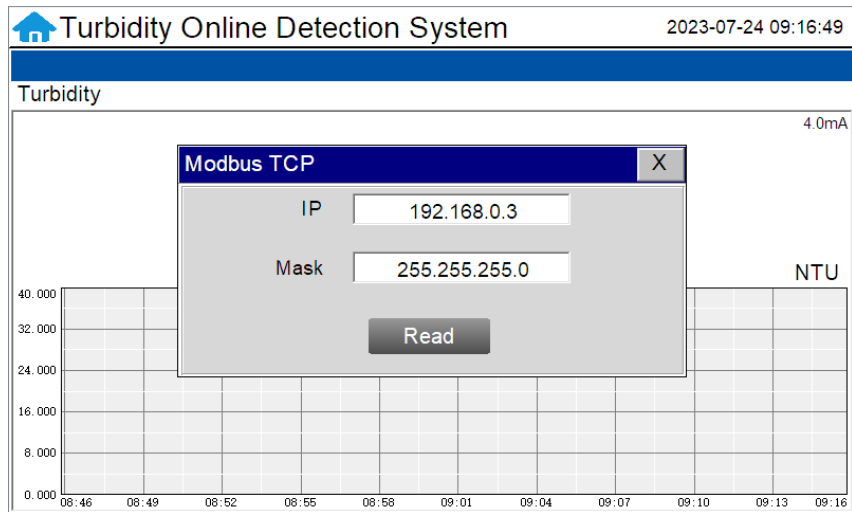 Turbidity Online Detection System 2023-07-24 09:16:49
Turbidity
4.0mA
Modbus TCP X
IP 192.168.0.3
Mask 255.255.255.0
Read
NTU
40.000
32.000
24.000
16.000
8.000
0.000
08:46 08:49 08:52 08:55 08:58 09:01 09:04 09:07 09:10 09:13 09:16